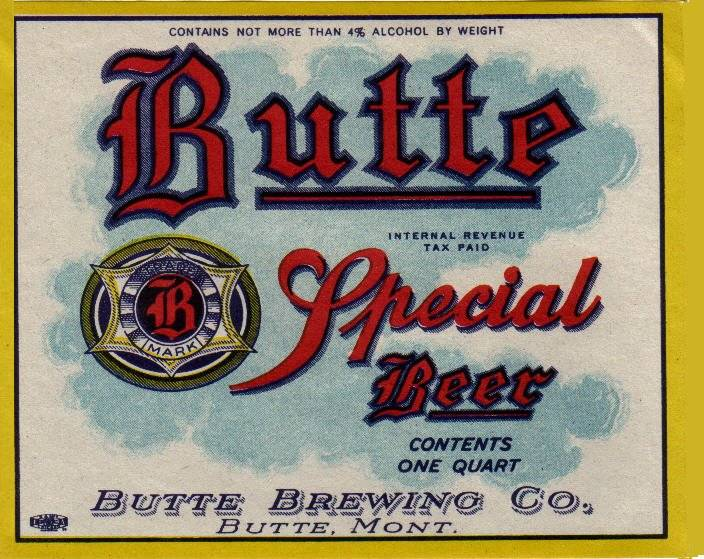 CONTAINS NOT MORE THAN 4% ALCOHOL BY WEIGHT
Butte
INTERNAL REVENUE
TAX PAID
TRADE
B
MARK
Special
Beer
CONTENTS
ONE QUART
BUTTE BREWING CO.
BUTTE, MONT.